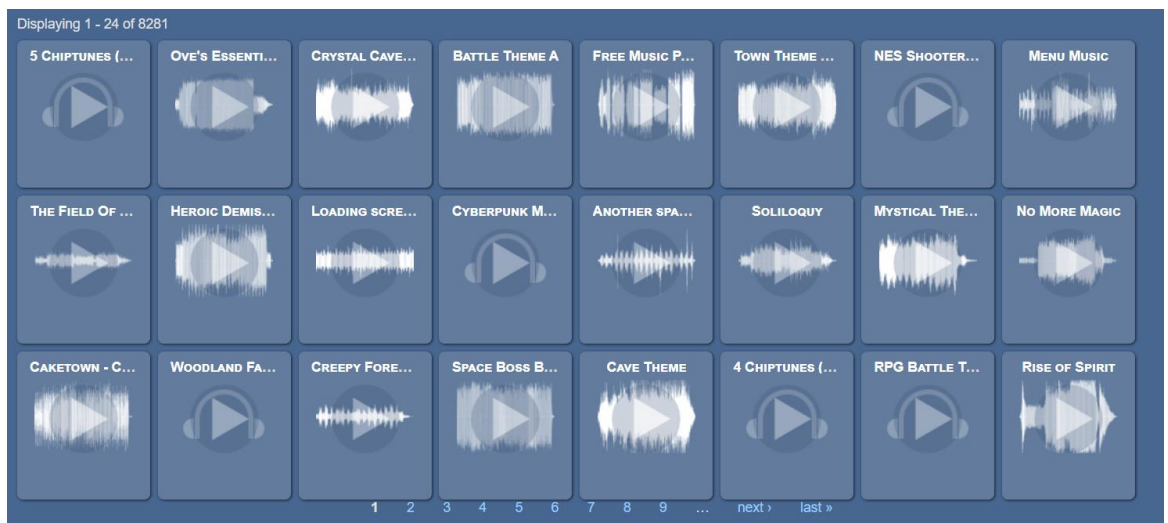 Displaying 1 - 24 of 8281
5 Chiptunes (... Ove's Essenti... Crystal Cave... Battle Theme A Free Music P... Town Theme ... NES Shooter... Menu Music
The Field Of ... Heroic Demis... Loading scre... Cyberpunk M... Another spa... Soliloquy Mystical The... No More Magic
Caketown - C... Woodland Fa... Creepy Fore... Space Boss B... Cave Theme 4 Chiptunes (... RPG Battle T... Rise of Spirit
1 2 3 4 5 6 7 8 9 ... next › last »